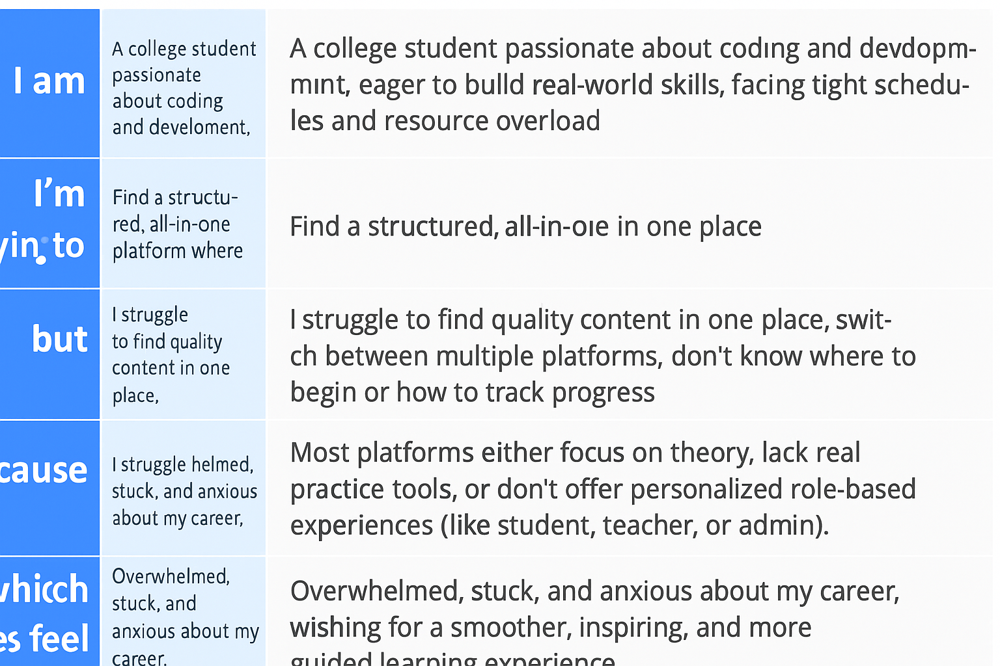 I am
A college student
passionate
about coding
and develoment,
A college student passionate about codıng and devdopm-
mınt, eager to bulld real-world skills, facing tight schedu-
les and resource overload
I'm
yin. to
Find a structu-
red, all-in-one
platform where
Find a structured, all-in-oıe in one place
but
I struggle
to find quality
content in one
place,
I struggle to find quality content in one place, swit-
ch between multiple platforms, don't know where to
begin or how to track progress
cause
I struggle helmed,
stuck, and anxious
about my career,
Most platforms either focus on theory, lack real
practice tools, or don't offer personalized role-based
experiences (like student, teacher, or admin).
whicch
es feel
Overwhelmed,
stuck, and
anxious about my
career.
Overwhelmed, stuck, and anxious about my career,
wishing for a smoother, inspiring, and more
guided learning experience